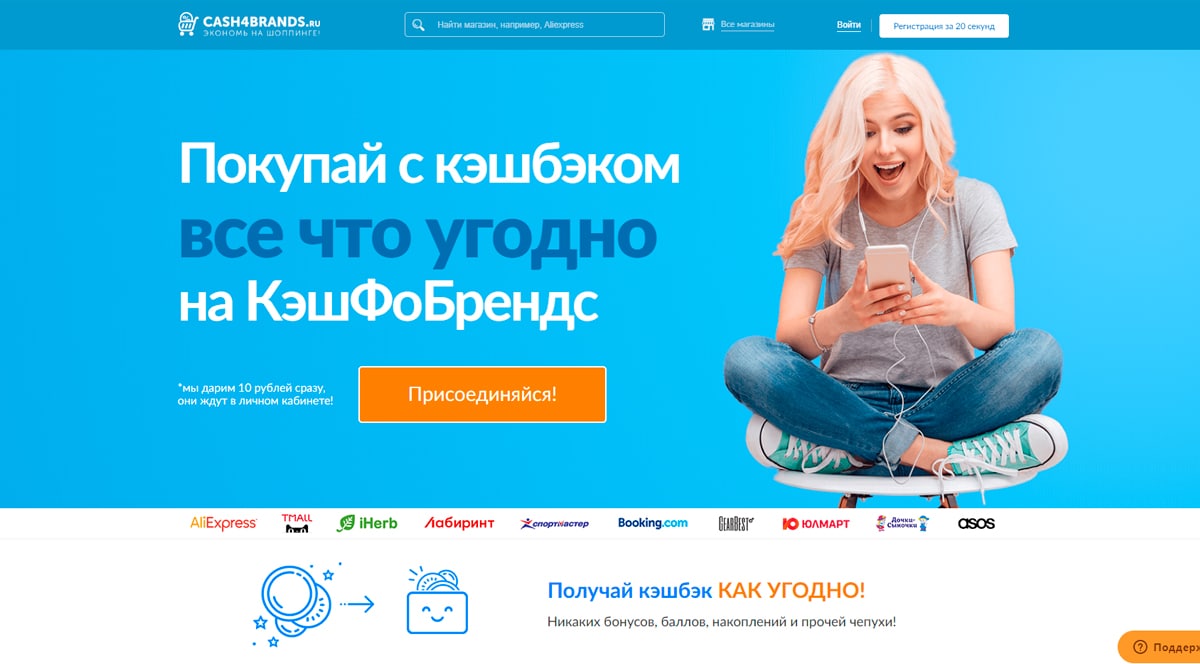 CASH4BRANDS.RU
ЭКОНОМЬ НА ШОППИНГЕ!
Найти магазин, например, Aliexpress
Все магазины
Войти
Регистрация за 20 секунд
Покупай с кэшбэком
все что угодно
на КэшФоБрендс
*мы дарим 10 рублей сразу,
они ждут в личном кабинете!
Присоединяйся!
AliExpress
TMALL
iHerb
Лабиринт
СПОРТМАСТЕР
Booking.com
GEARBEST
Ю ЮЛМАРТ
Дочки-
Сыночки
asos
Получай кэшбэк КАК УГОДНО!
Никаких бонусов, баллов, накоплений и прочей чепухи!
? Поддерж